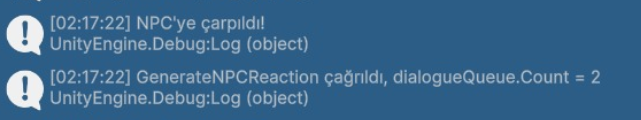 [02:17:22] NPC'ye çarpıldı!
UnityEngine.Debug:Log (object)
[02:17:22] GenerateNPCReaction çağrıldı, dialogueQueue.Count = 2
UnityEngine.Debug:Log (object)